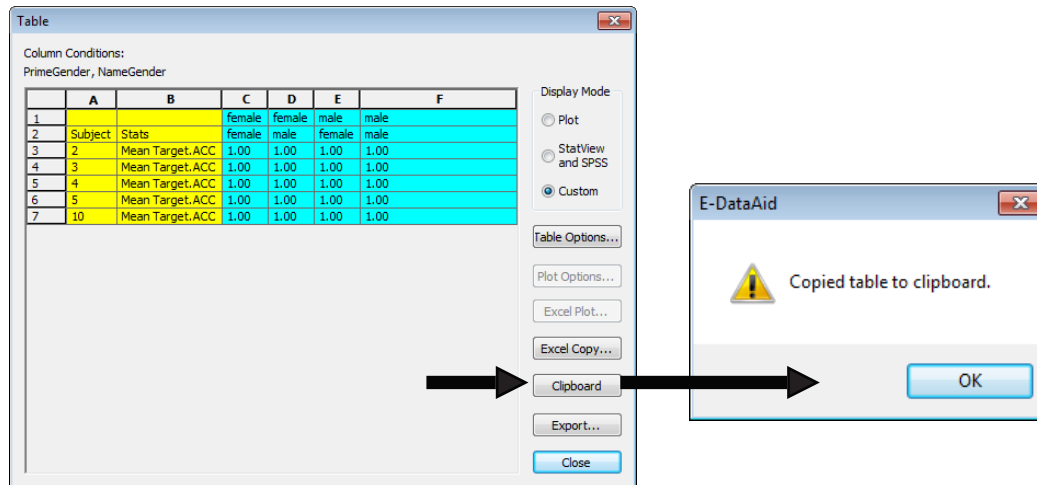 Table
Column Conditions:
PrimeGender, NameGender
A B C D E F
1 female female male male
2 Subject Stats female male female male
3 2 Mean Target.ACC 1.00 1.00 1.00 1.00
4 3 Mean Target.ACC 1.00 1.00 1.00 1.00
5 4 Mean Target.ACC 1.00 1.00 1.00 1.00
6 5 Mean Target.ACC 1.00 1.00 1.00 1.00
7 10 Mean Target.ACC 1.00 1.00 1.00 1.00
Display Mode
Plot
StatView
and SPSS
Custom
Table Options...
Plot Options...
Excel Plot...
Excel Copy...
Clipboard
Export...
Close
E-DataAid
Copied table to clipboard.
OK